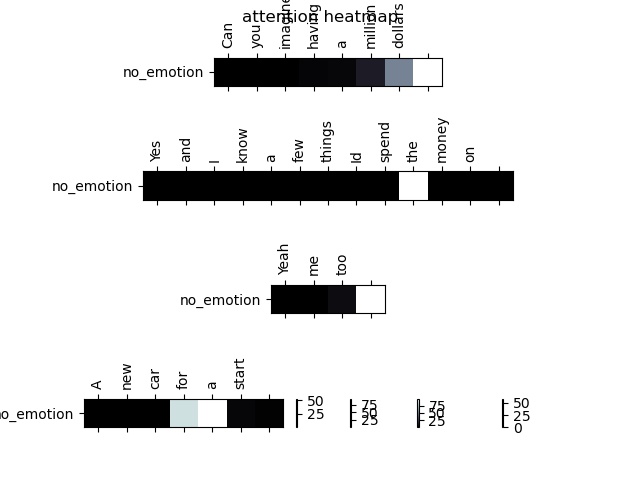 attention heatmap
Can you imagine having a million dollars
no_emotion
Yes and I know a few things Id spend the money on
no_emotion
Yeah me too
no_emotion
A new car for a start
no_emotion
50 75 75 50
25 50 50 25
25 25 0